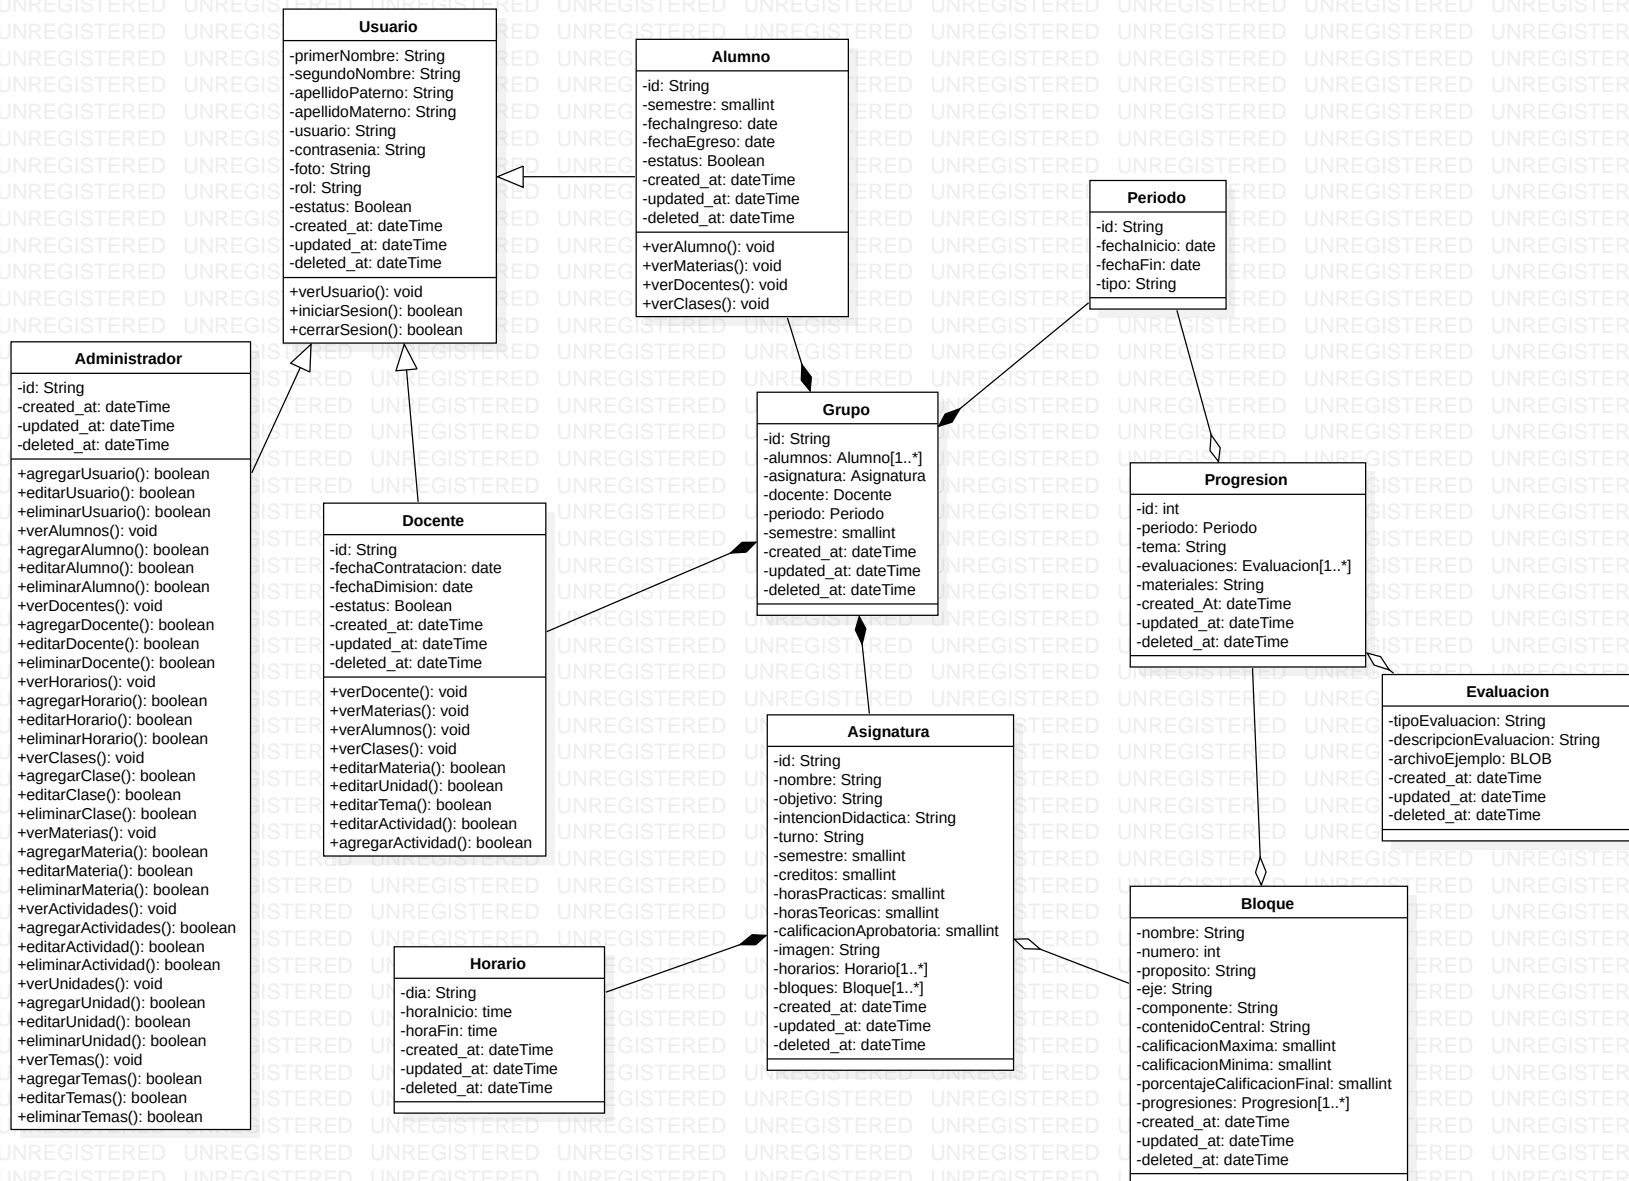 Usuario
-primerNombre: String
-segundoNombre: String
-apellidoPaterno: String
-apellidoMaterno: String
-usuario: String
-contrasenia: String
-foto: String
-rol: String
-estatus: Boolean
-created_at: dateTime
-updated_at: dateTime
-deleted_at: dateTime
+verUsuario(): void
+iniciarSesion(): boolean
+cerrarSesion(): boolean
Alumno
-id: String
-semestre: smallint
-fechaIngreso: date
-fechaEgreso: date
-estatus: Boolean
-created_at: dateTime
-updated_at: dateTime
-deleted_at: dateTime
+verAlumno(): void
+verMaterias(): void
+verDocentes(): void
+verClases(): void
Periodo
-id: String
-fechaInicio: date
-fechaFin: date
-tipo: String
Administrador
-id: String
-created_at: dateTime
-updated_at: dateTime
-deleted_at: dateTime
+agregarUsuario(): boolean
+editarUsuario(): boolean
+eliminarUsuario(): boolean
+verAlumnos(): void
+agregarAlumno(): boolean
+editarAlumno(): boolean
+eliminarAlumno(): boolean
+verDocentes(): void
+agregarDocente(): boolean
+editarDocente(): boolean
+eliminarDocente(): boolean
+verHorarios(): void
+agregarHorario(): boolean
+editarHorario(): boolean
+eliminarHorario(): boolean
+verClases(): void
+agregarClase(): boolean
+editarClase(): boolean
+eliminarClase(): boolean
+verMaterias(): void
+agregarMateria(): boolean
+editarMateria(): boolean
+eliminarMateria(): boolean
+verActividades(): void
+agregarActividades(): boolean
+editarActividad(): boolean
+eliminarActividad(): boolean
+verUnidades(): void
+agregarUnidad(): boolean
+editarUnidad(): boolean
+eliminarUnidad(): boolean
+verTemas(): void
+agregarTemas(): boolean
+editarTemas(): boolean
+eliminarTemas(): boolean
Docente
-id: String
-fechaContratacion: date
-fechaDimision: date
-estatus: Boolean
-created_at: dateTime
-updated_at: dateTime
-deleted_at: dateTime
+verDocente(): void
+verMaterias(): void
+verAlumnos(): void
+verClases(): void
+editarMateria(): boolean
+editarUnidad(): boolean
+editarTema(): boolean
+editarActividad(): boolean
+agregarActividad(): boolean
Grupo
-id: String
-alumnos: Alumno[1..*]
-asignatura: Asignatura
-docente: Docente
-periodo: Periodo
-semestre: smallint
-created_at: dateTime
-updated_at: dateTime
-deleted_at: dateTime
Progresion
-id: int
-periodo: Periodo
-tema: String
-evaluaciones: Evaluacion[1..*]
-materiales: String
-created_At: dateTime
-updated_at: dateTime
-deleted_at: dateTime
Evaluacion
-tipoEvaluacion: String
-descripcionEvaluacion: String
-archivoEjemplo: BLOB
-created_at: dateTime
-updated_at: dateTime
-deleted_at: dateTime
Asignatura
-id: String
-nombre: String
-objetivo: String
-intencionDidactica: String
-turno: String
-semestre: smallint
-creditos: smallint
-horasPracticas: smallint
-horasTeoricas: smallint
-calificacionAprobatoria: smallint
-imagen: String
-horarios: Horario[1..*]
-bloques: Bloque[1..*]
-created_at: dateTime
-updated_at: dateTime
-deleted_at: dateTime
Horario
-dia: String
-horaInicio: time
-horaFin: time
-created_at: dateTime
-updated_at: dateTime
-deleted_at: dateTime
Bloque
-nombre: String
-numero: int
-proposito: String
-eje: String
-componente: String
-contenidoCentral: String
-calificacionMaxima: smallint
-calificacionMinima: smallint
-porcentajeCalificacionFinal: smallint
-progresiones: Progresion[1..*]
-created_at: dateTime
-updated_at: dateTime
-deleted_at: dateTime
UNREGISTERED